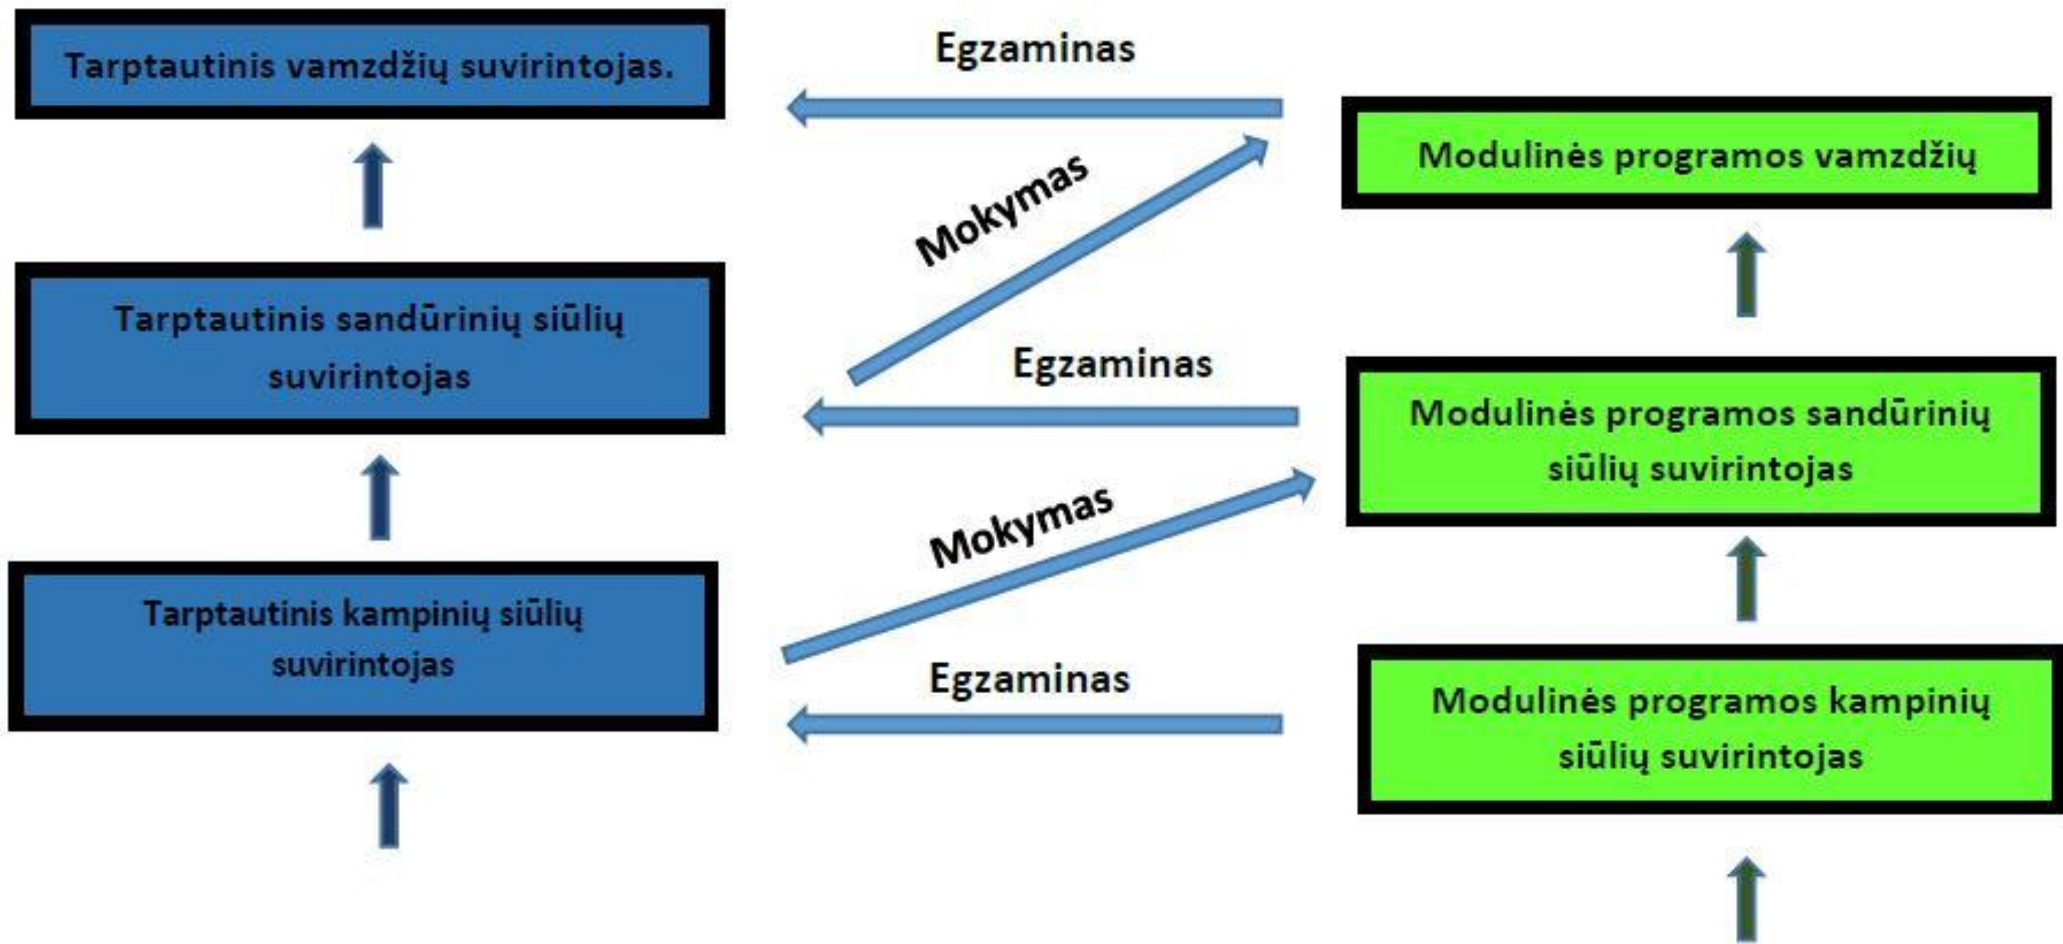 Tarptautinis vamzdžių suvirintojas.
Egzaminas
Modulinės programos vamzdžių
Mokymas
Tarptautinis sandūrinių siūlių
suvirintojas
Egzaminas
Modulinės programos sandūrinių
siūlių suvirintojas
Mokymas
Tarptautinis kampinių siūlių
suvirintojas
Egzaminas
Modulinės programos kampinių
siūlių suvirintojas